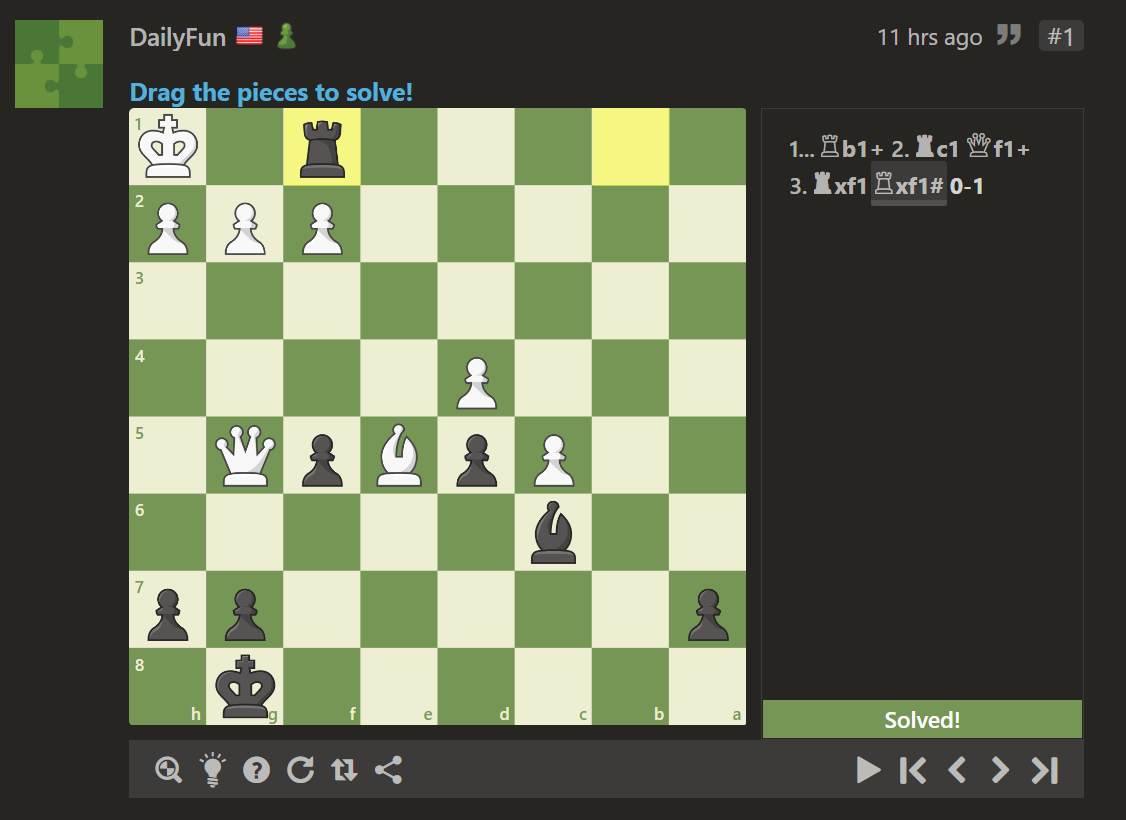 DailyFun
11 hrs ago #1
Drag the pieces to solve!
1
2
3
4
5
6
7
8
h g f e d c b a
1... ♖b1+ 2. ♜c1 ♕f1+
3. ♜xf1 ♖xf1# 0-1
Solved!
?